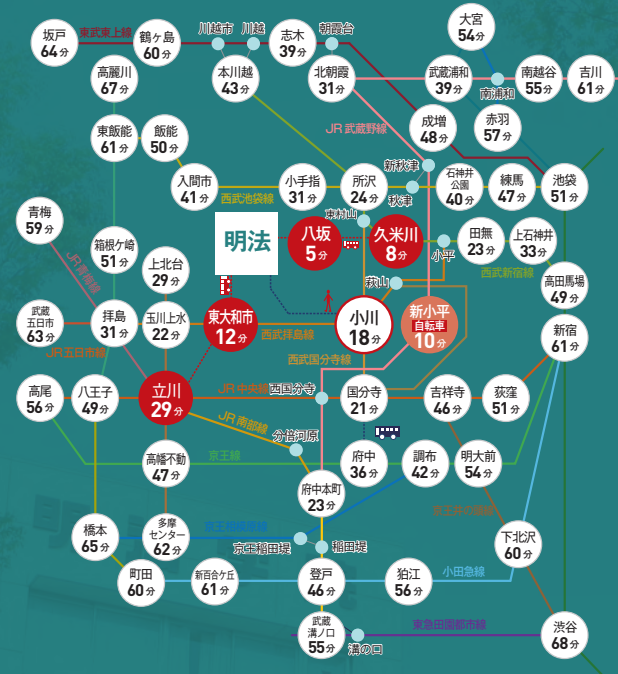 大宮
54分
坂戸
64分
東武東上線
鶴ヶ島
60分
川越市
川越
志木
39分
朝霞台
高麗川
67分
本川越
43分
北朝霞
31分
武蔵浦和
39分
南浦和
南越谷
55分
吉川
61分
東飯能
61分
飯能
50分
JR武蔵野線
成増
48分
赤羽
57分
新秋津
入間市
41分
西武池袋線
小手指
31分
所沢
24分
秋津
石神井
公園
40分
練馬
47分
池袋
51分
青梅
59分
東村山
明法
八坂
5分
久米川
8分
田無
23分
上石神井
33分
箱根ケ崎
51分
小平
JR青梅線
上北台
29分
萩山
西武新宿線
高田馬場
49分
武蔵
五日市
63分
拝島
31分
玉川上水
22分
東大和市
12分
西武拝島線
小川
18分
新小平
自転車
10分
新宿
61分
JR五日市線
西武国分寺線
高尾
56分
八王子
49分
立川
29分
JR中央線
西国分寺
国分寺
21分
吉祥寺
46分
荻窪
51分
JR南部線
分倍河原
京王線
高幡不動
47分
府中
36分
調布
42分
明大前
54分
府中本町
23分
京王井の頭線
橋本
65分
多摩
センター
62分
京王相模原線
京王稲田堤
稲田堤
下北沢
60分
町田
60分
新百合ケ丘
61分
登戸
46分
狛江
56分
小田急線
武蔵
溝ノ口
55分
溝の口
東急田園都市線
渋谷
68分